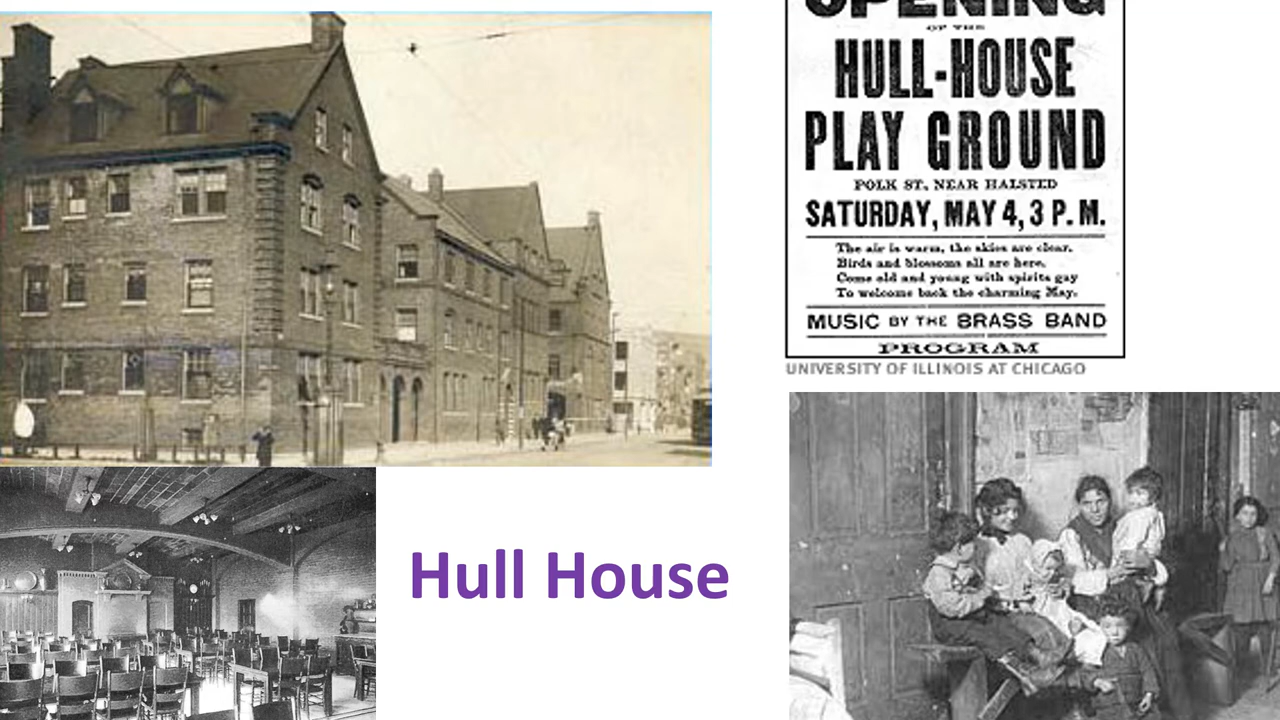 OPENING
OF THE
HULL-HOUSE
PLAY GROUND
POLK ST. NEAR HALSTED
SATURDAY, MAY 4, 3 P. M.
The air is warm, the skies are clear,
Birds and blossoms all are here,
Come old and young with spirits gay
To welcome back the charming May.
MUSIC BY THE BRASS BAND
PROGRAM
UNIVERSITY OF ILLINOIS AT CHICAGO
Hull House